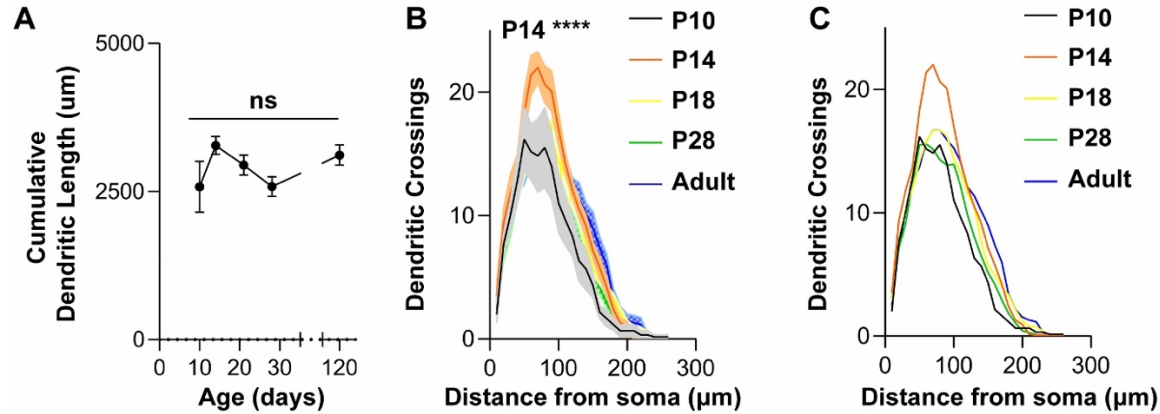 A
Cumulative
Dendritic Length (um)
5000
2500
0
ns
0 10 20 30 120
Age (days)
B
P14 ****
Dendritic Crossings
20
10
0
P10
P14
P18
P28
Adult
0 100 200 300
Distance from soma (µm)
C
Dendritic Crossings
20
10
0
P10
P14
P18
P28
Adult
0 100 200 300
Distance from soma (µm)